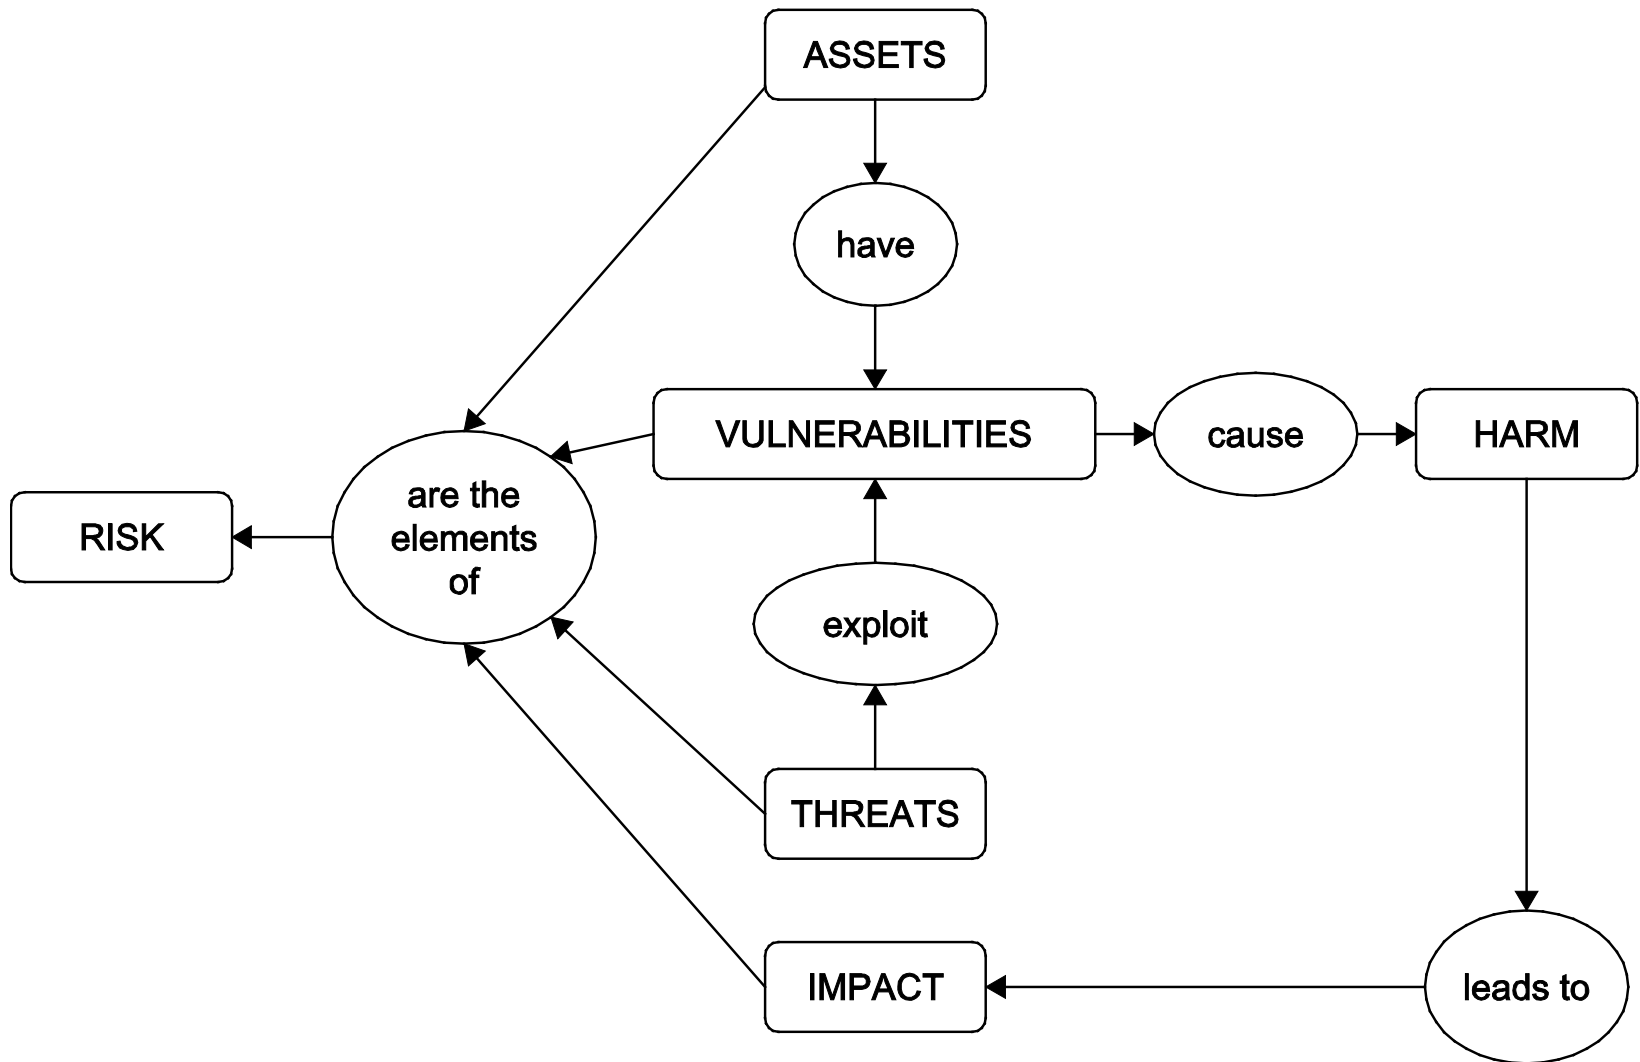 ASSETS
have
VULNERABILITIES
cause
HARM
are the
elements
of
RISK
exploit
THREATS
IMPACT
leads to